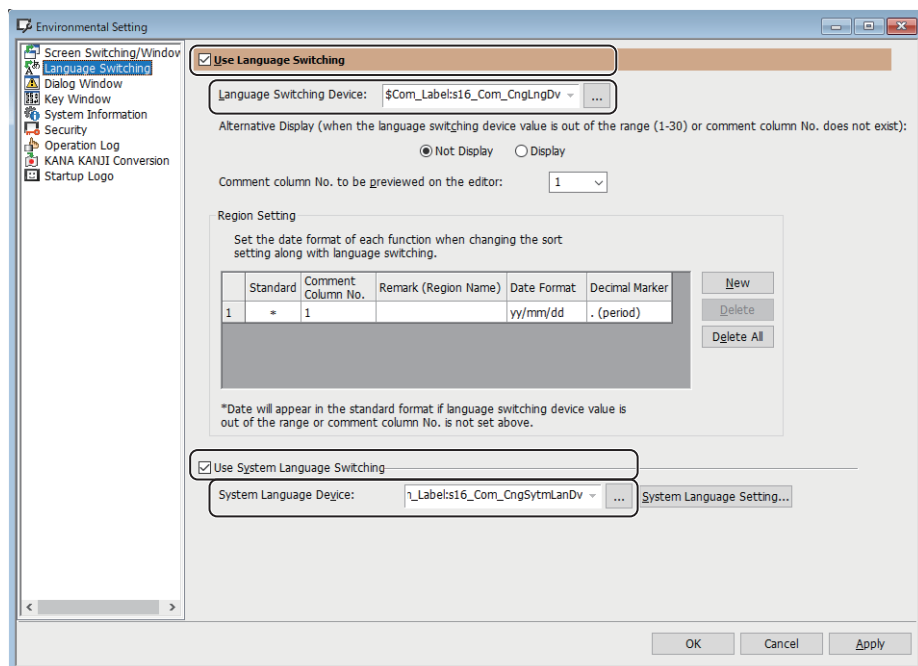 Environmental Setting
Screen Switching/Window
Language Switching
Dialog Window
Key Window
System Information
Security
Operation Log
KANA KANJI Conversion
Startup Logo
Use Language Switching
Language Switching Device: $Com_Label:s16_Com_CngLngDv ...
Alternative Display (when the language switching device value is out of the range (1-30) or comment column No. does not exist):
Not Display Display
Comment column No. to be previewed on the editor: 1
Region Setting
Set the date format of each function when changing the sort
setting along with language switching.
Standard Comment Column No. Remark (Region Name) Date Format Decimal Marker
1 * 1 yy/mm/dd . (period)
New
Delete
Delete All
*Date will appear in the standard format if language switching device value is
out of the range or comment column No. is not set above.
Use System Language Switching
System Language Device: _Label:s16_Com_CngSytmLanDv ... System Language Setting...
OK Cancel Apply